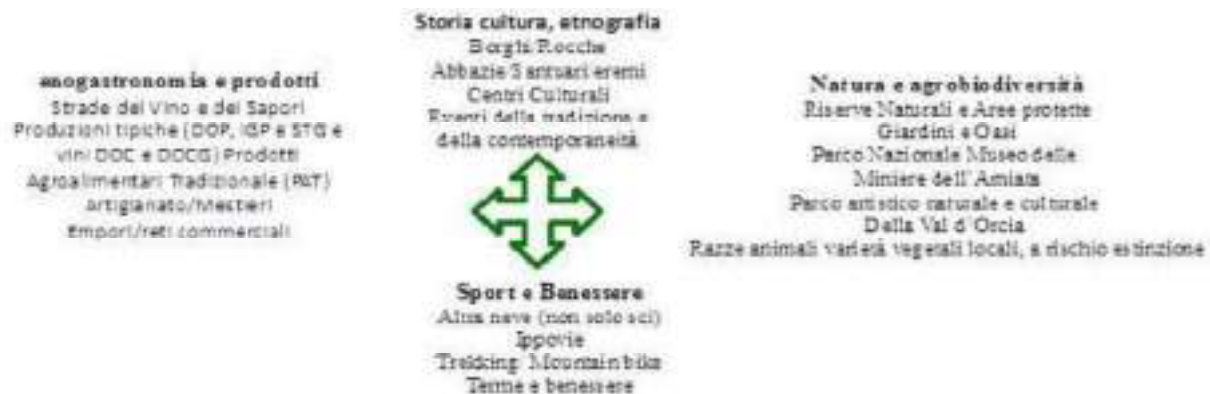 Storia cultura, etnografia
Borghi Rocche
Abbazie Santuari eremi
Centri Culturali
Eventi della tradizione e
della contemporaneità
enogastronomia e prodotti
Strade del Vino e dei Sapori
Produzioni tipiche (DOP, IGP e STG e
vini DOC e DOCG) Prodotti
Agroalimentari Tradizionale (PAT)
Artigianato/Mestieri
Empori/reti commerciali
Natura e agrobiodiversità
Riserve Naturali e Aree protette
Giardini e Oasi
Parco Nazionale Museo delle
Miniere dell'Amiata
Parco artistico naturale e culturale
Della Val d'Orcia
Razze animali varietà vegetali locali, a rischio estinzione
Sport e Benessere
Altra neve (non solo sci)
Ippovie
Trekking Mountain bike
Terme e benessere